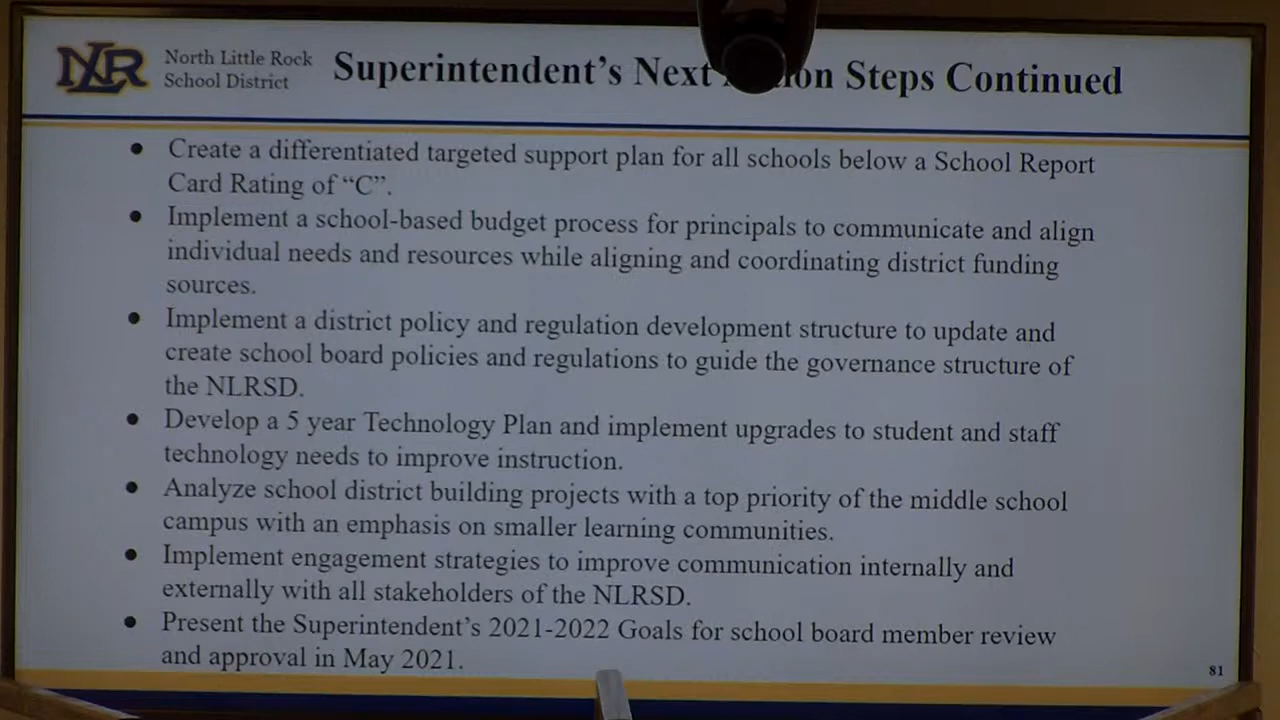 NLR
North Little Rock
School District
Superintendent's Next on Steps Continued
● Create a differentiated targeted support plan for all schools below a School Report
Card Rating of “C”.
● Implement a school-based budget process for principals to communicate and align
individual needs and resources while aligning and coordinating district funding
sources.
● Implement a district policy and regulation development structure to update and
create school board policies and regulations to guide the governance structure of
the NLRSD.
● Develop a 5 year Technology Plan and implement upgrades to student and staff
technology needs to improve instruction.
● Analyze school district building projects with a top priority of the middle school
campus with an emphasis on smaller learning communities.
● Implement engagement strategies to improve communication internally and
externally with all stakeholders of the NLRSD.
● Present the Superintendent’s 2021-2022 Goals for school board member review
and approval in May 2021.
81